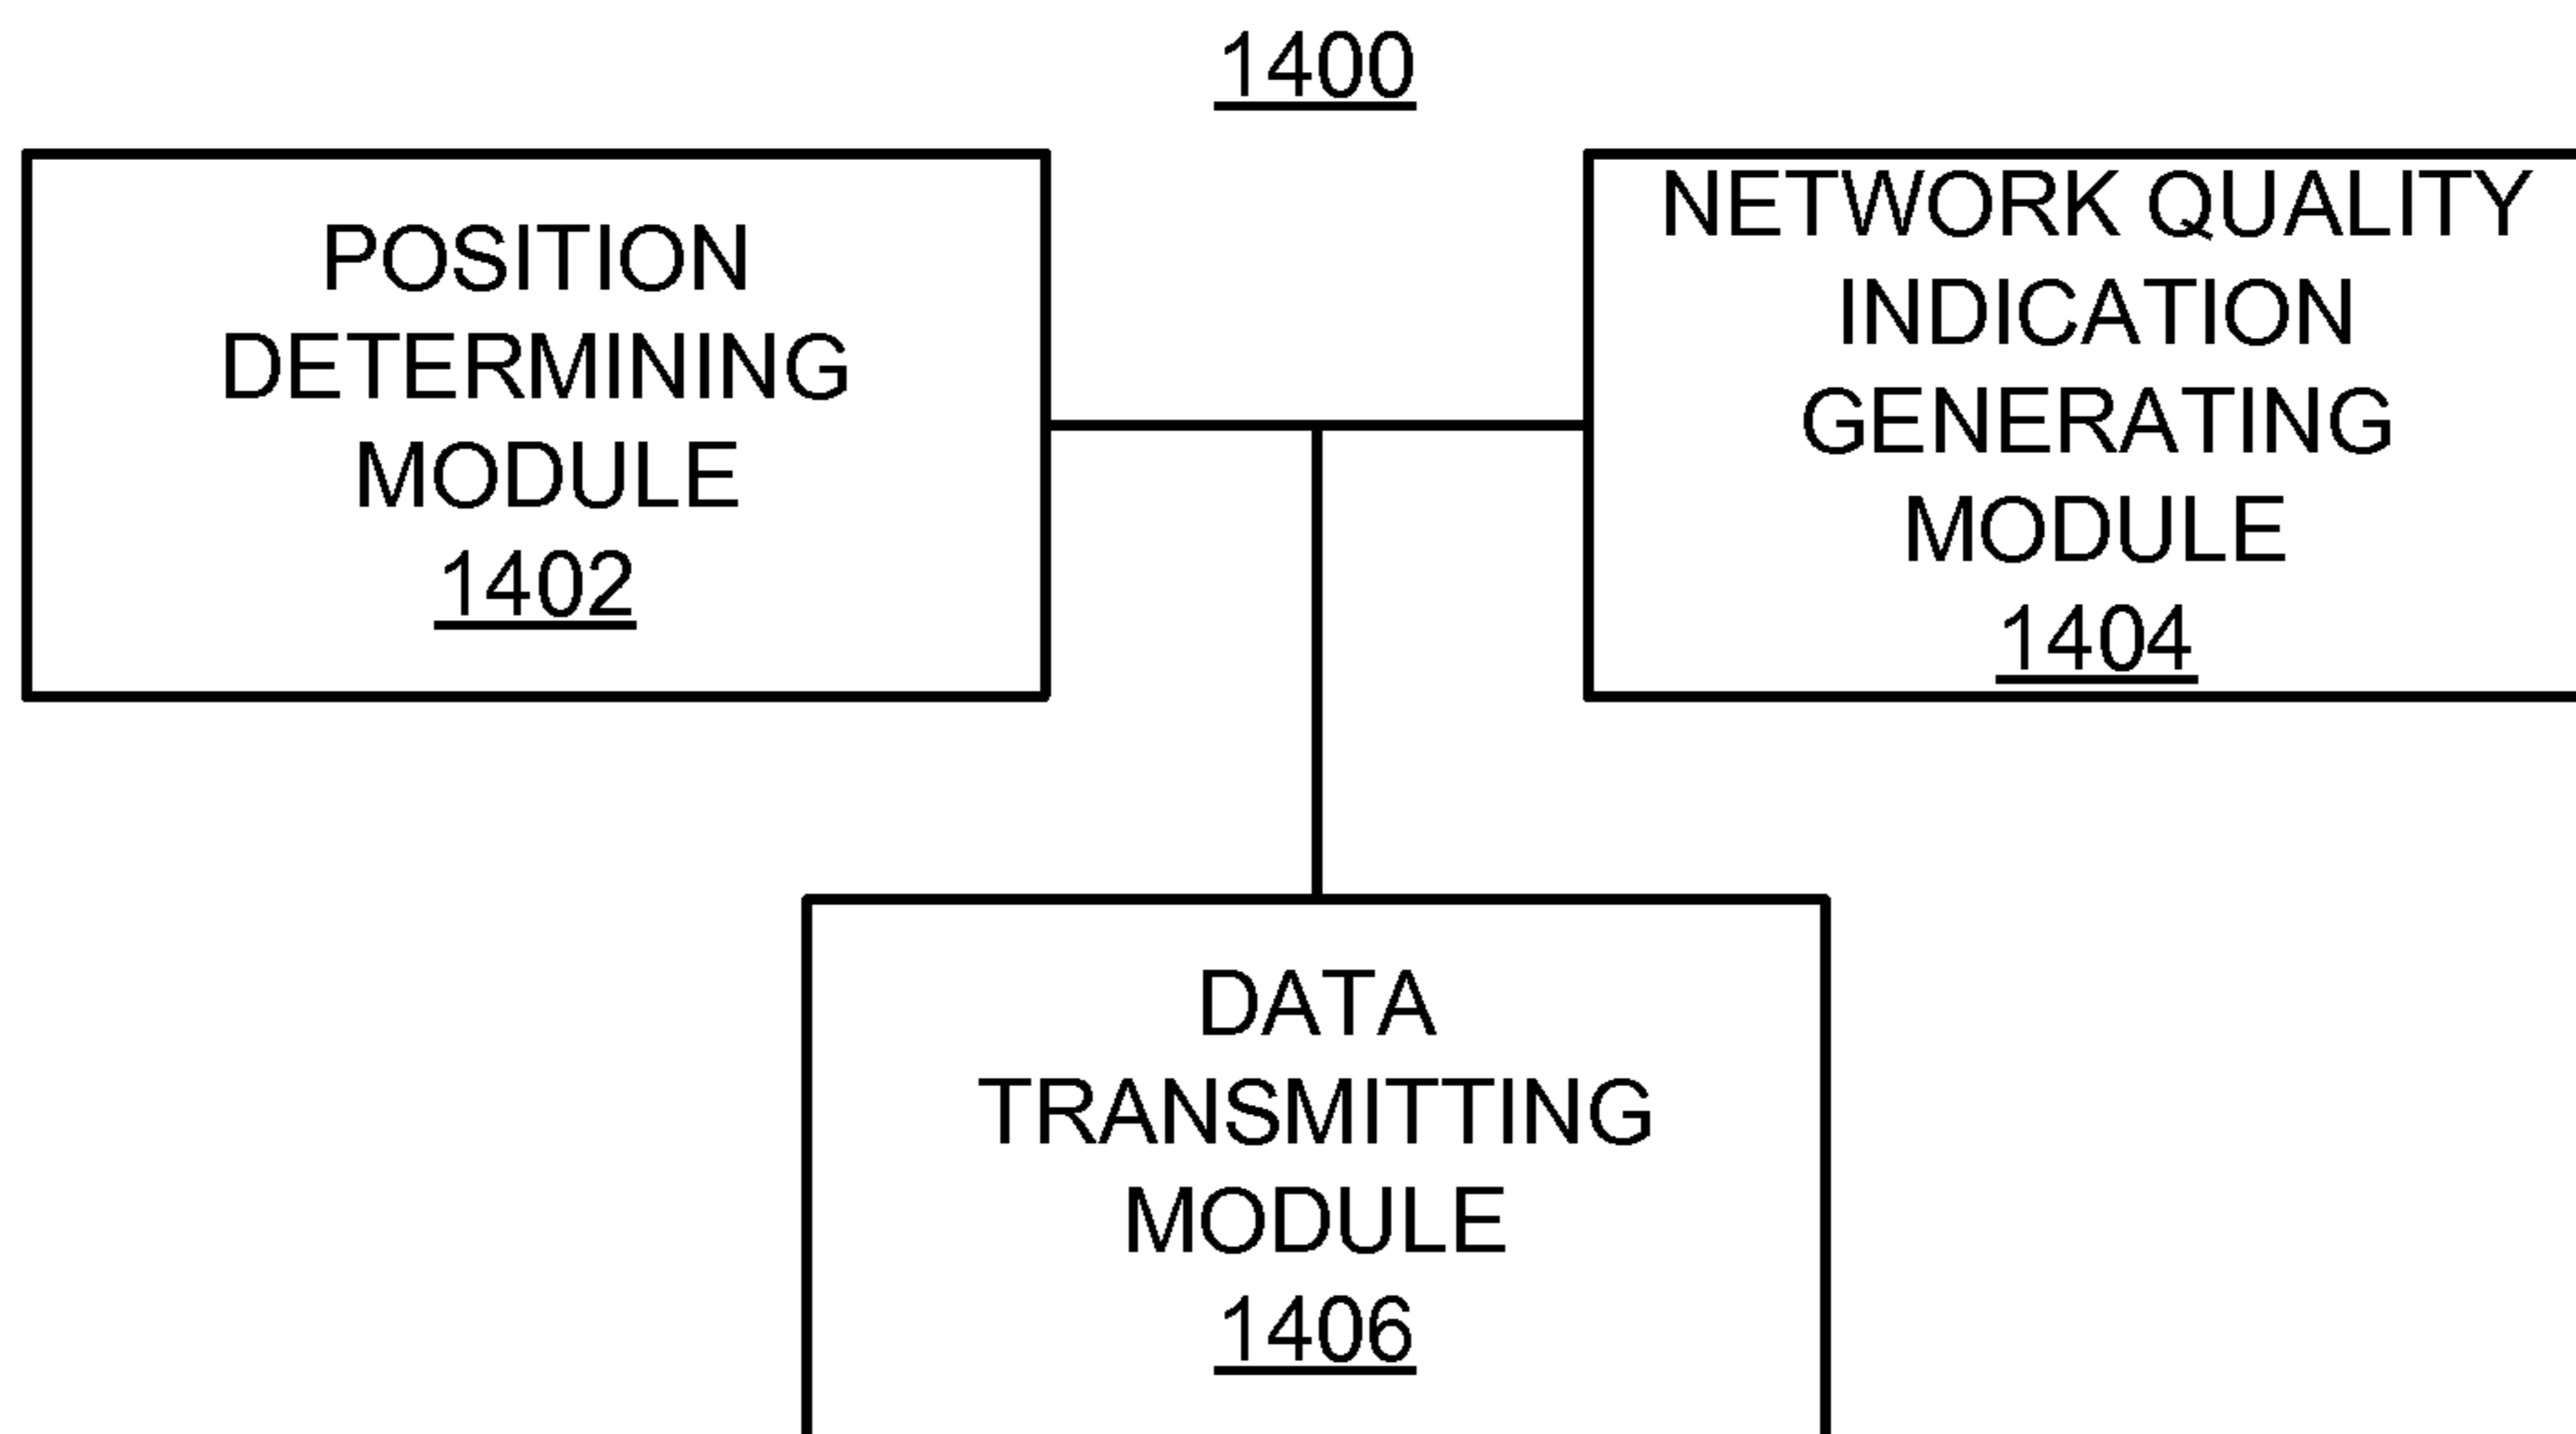 1400
POSITION
DETERMINING
MODULE
1402
NETWORK QUALITY
INDICATION
GENERATING
MODULE
1404
DATA
TRANSMITTING
MODULE
1406